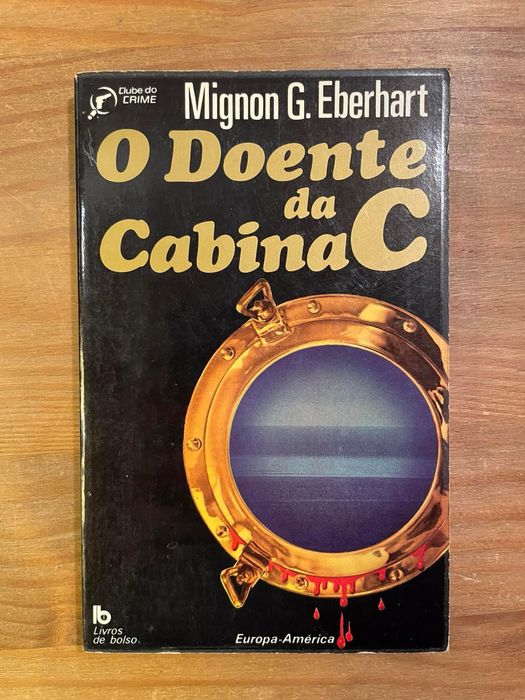 Clube do
CRIME
Mignon G. Eberhart
O Doente
da
Cabina C
lb
Livros
de bolso
Europa-América